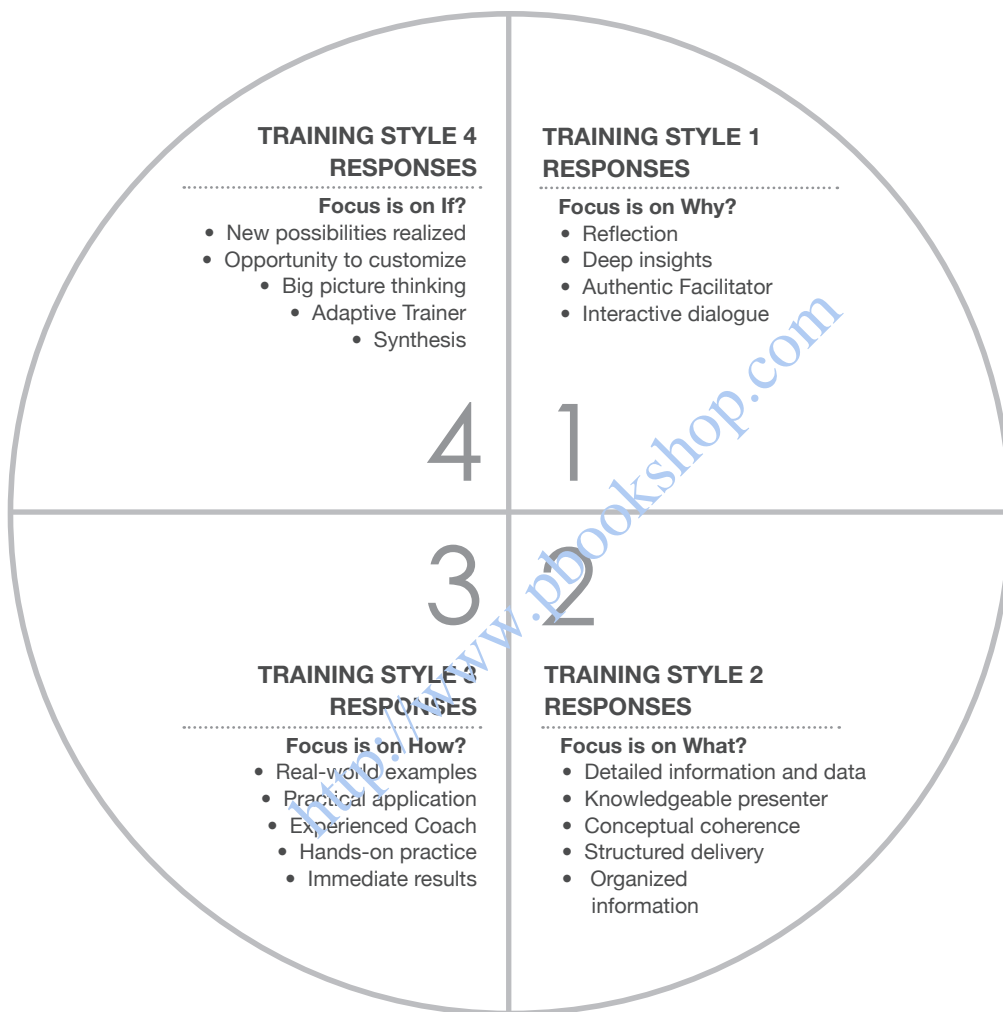 TRAINING STYLE 4
RESPONSES
Focus is on If?
• New possibilities realized
• Opportunity to customize
• Big picture thinking
• Adaptive Trainer
• Synthesis
4
TRAINING STYLE 1
RESPONSES
Focus is on Why?
• Reflection
• Deep insights
• Authentic Facilitator
• Interactive dialogue
1
3
TRAINING STYLE 3
RESPONSES
Focus is on How?
• Real-world examples
• Practical application
• Experienced Coach
• Hands-on practice
• Immediate results
2
TRAINING STYLE 2
RESPONSES
Focus is on What?
• Detailed information and data
• Knowledgeable presenter
• Conceptual coherence
• Structured delivery
• Organized
information
http://www.pbookshop.com